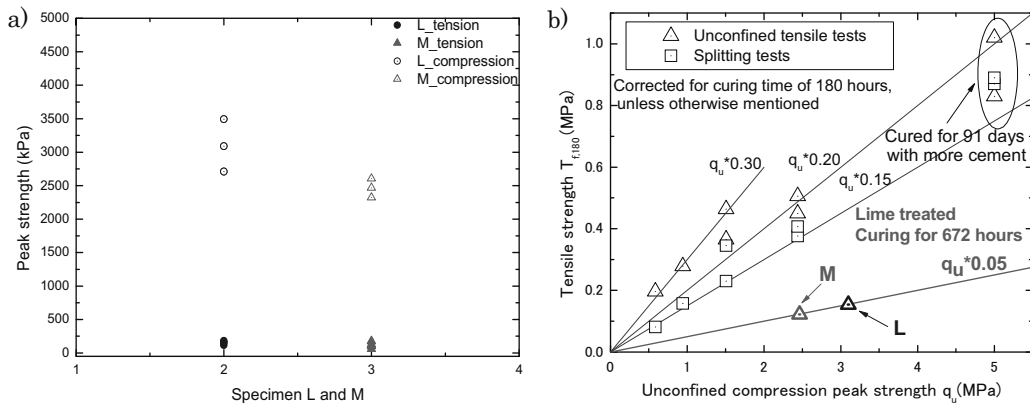 a)
5000
4500
4000
3500
3000
2500
2000
1500
1000
500
0
Peak strength (kPa)
L_tension
M_tension
L_compression
M_compression
1
2
3
4
Specimen L and M
b)
1.0
0.8
0.6
0.4
0.2
0.0
Tensile strength T_f,180 (MPa)
Unconfined tensile tests
Splitting tests
Corrected for curing time of 180 hours,
unless otherwise mentioned
Cured for 91 days
with more cement
q_u*0.30
q_u*0.20
q_u*0.15
Lime treated
Curing for 672 hours
q_u*0.05
M
L
0
1
2
3
4
5
Unconfined compression peak strength q_u(MPa)